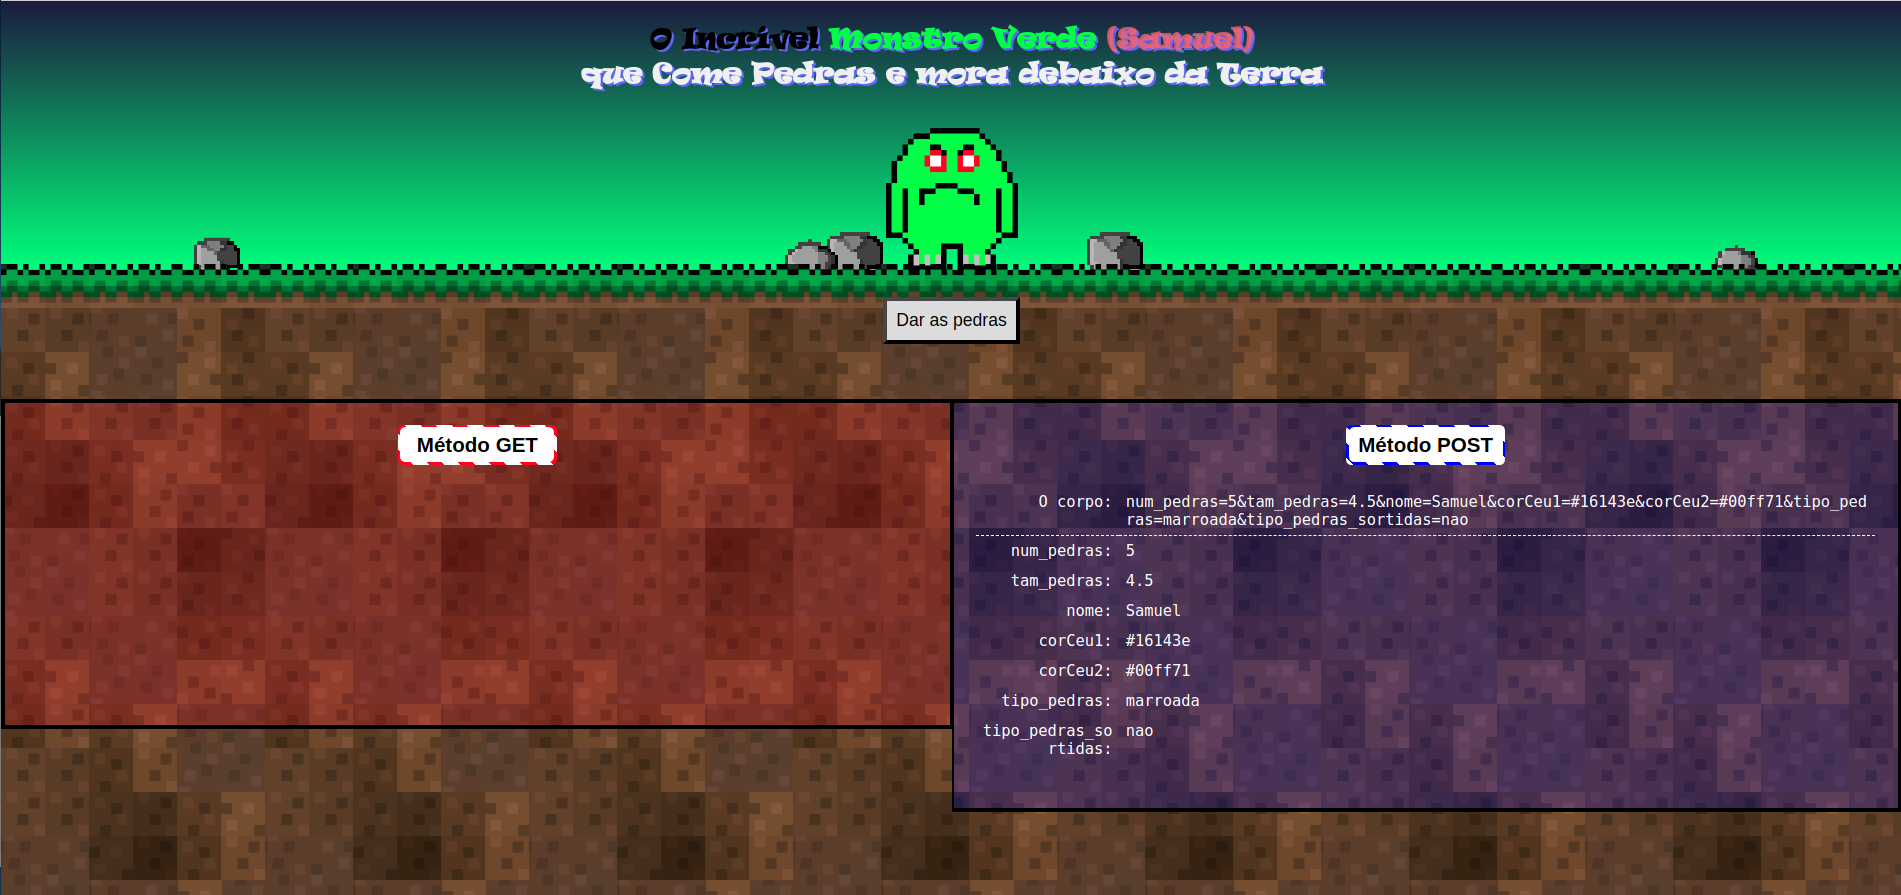 O Incrível Monstro Verde (Samuel)
que Come Pedras e mora debaixo da Terra
Dar as pedras
Método GET
Método POST
O corpo: num_pedras=5&tam_pedras=4.5&nome=Samuel&corCeu1=#16143e&corCeu2=#00ff71&tipo_ped
ras=marroada&tipo_pedras_sortidas=nao
num_pedras: 5
tam_pedras: 4.5
nome: Samuel
corCeu1: #16143e
corCeu2: #00ff71
tipo_pedras: marroada
tipo_pedras_so nao
rtidas: